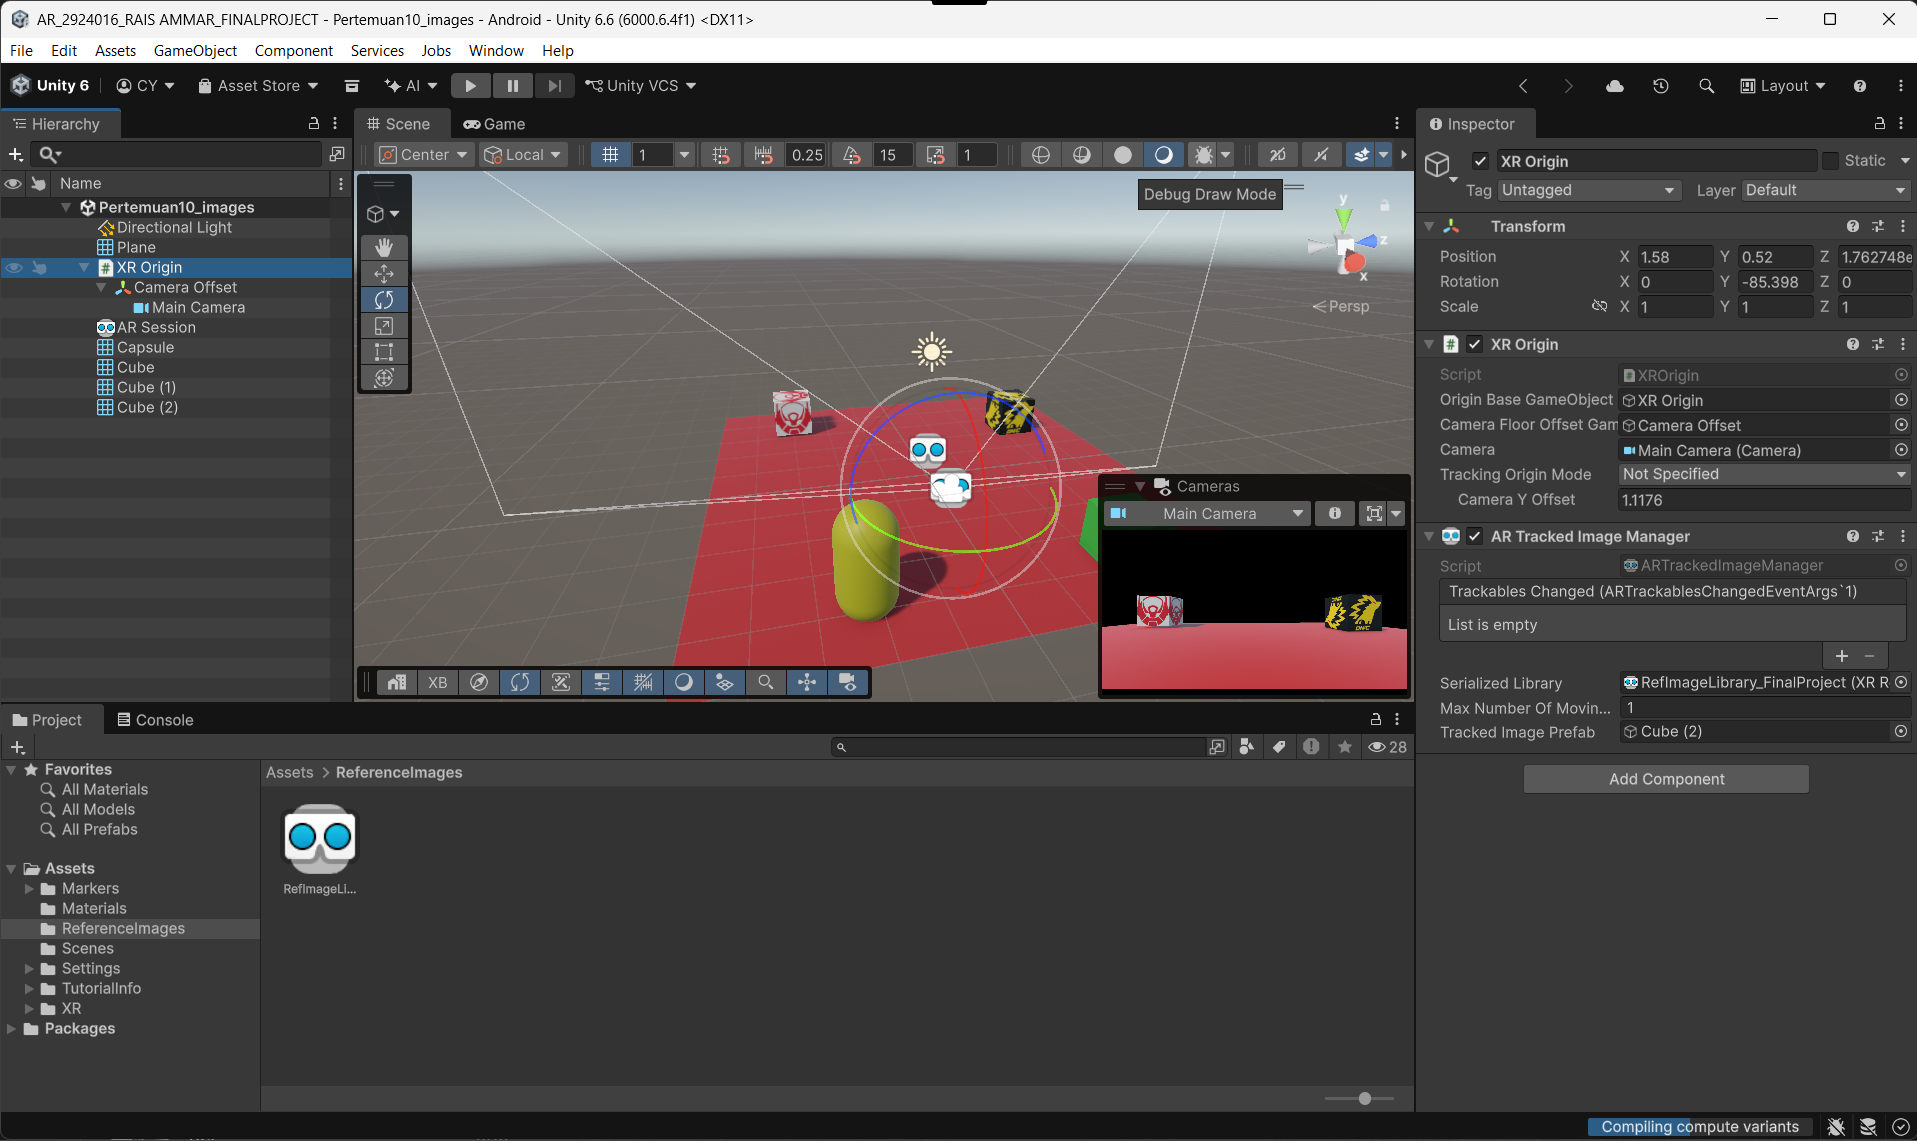 AR_2924016_RAIS AMMAR_FINALPROJECT - Pertemuan10_images - Android - Unity 6.6 (6000.6.4f1) <DX11>
File Edit Assets GameObject Component Services Jobs Window Help
Unity 6 CY Asset Store AI Unity VCS Layout
Hierarchy
Name
Pertemuan10_images
Directional Light
Plane
XR Origin
Camera Offset
Main Camera
AR Session
Capsule
Cube
Cube (1)
Cube (2)
Scene Game
Center Local 1 0.25 15 1 2D
Debug Draw Mode
y
z
x
Persp
XB
Cameras
Main Camera
Inspector
XR Origin Static
Tag Untagged Layer Default
Transform
Position X 1.58 Y 0.52 Z 1.762748e
Rotation X 0 Y -85.398 Z 0
Scale X 1 Y 1 Z 1
# XR Origin
Script XROrigin
Origin Base GameObject XR Origin
Camera Floor Offset Gam Camera Offset
Camera Main Camera (Camera)
Tracking Origin Mode Not Specified
Camera Y Offset 1.1176
AR Tracked Image Manager
Script ARTrackedImageManager
Trackables Changed (ARTrackablesChangedEventArgs`1)
List is empty
+ −
Serialized Library RefImageLibrary_FinalProject (XR R
Max Number Of Movin... 1
Tracked Image Prefab Cube (2)
Add Component
Project Console
28
Favorites
All Materials
All Models
All Prefabs
Assets
Markers
Materials
ReferenceImages
Scenes
Settings
TutorialInfo
XR
Packages
Assets > ReferenceImages
RefImageLi...
Compiling compute variants